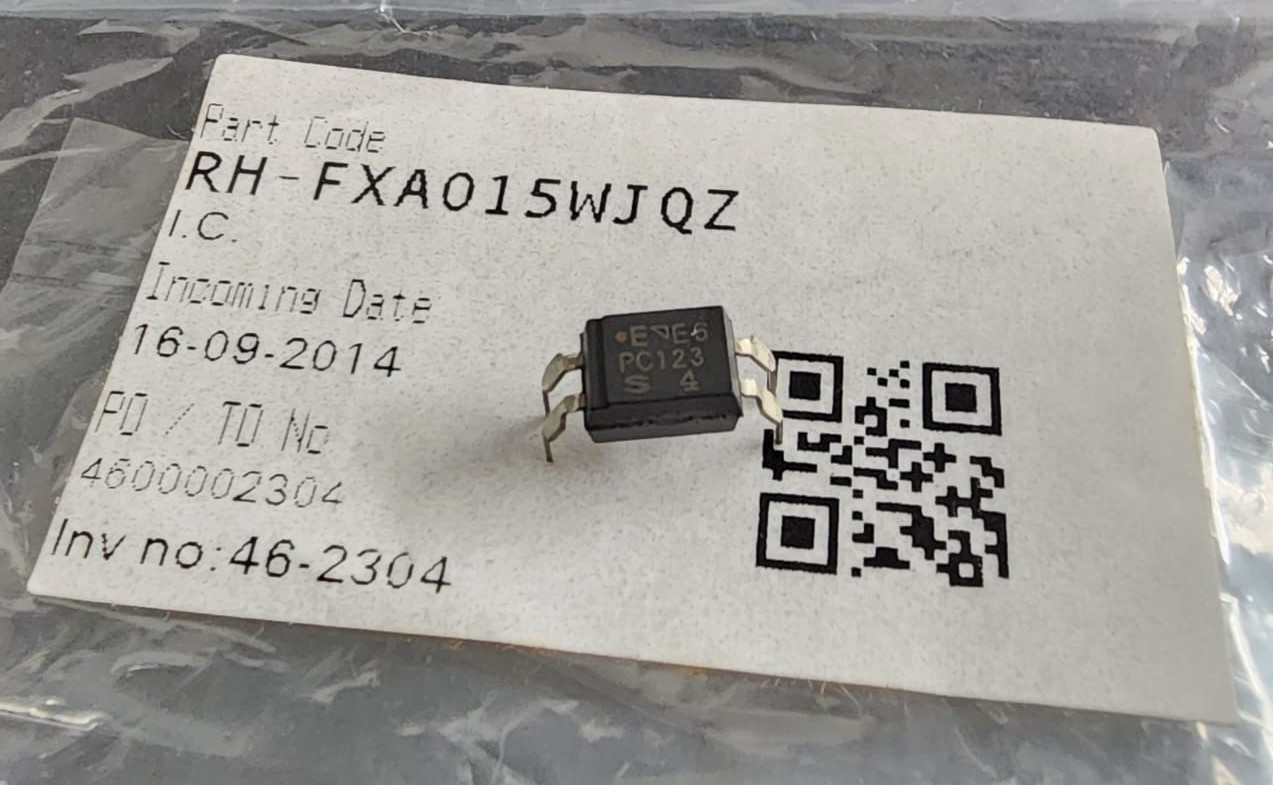 Part Code
RH-FXA015WJQZ
I.C.
Incoming Date
16-09-2014
PO / TO No
4600002304
Inv no:46-2304
E E6
PC123
S 4